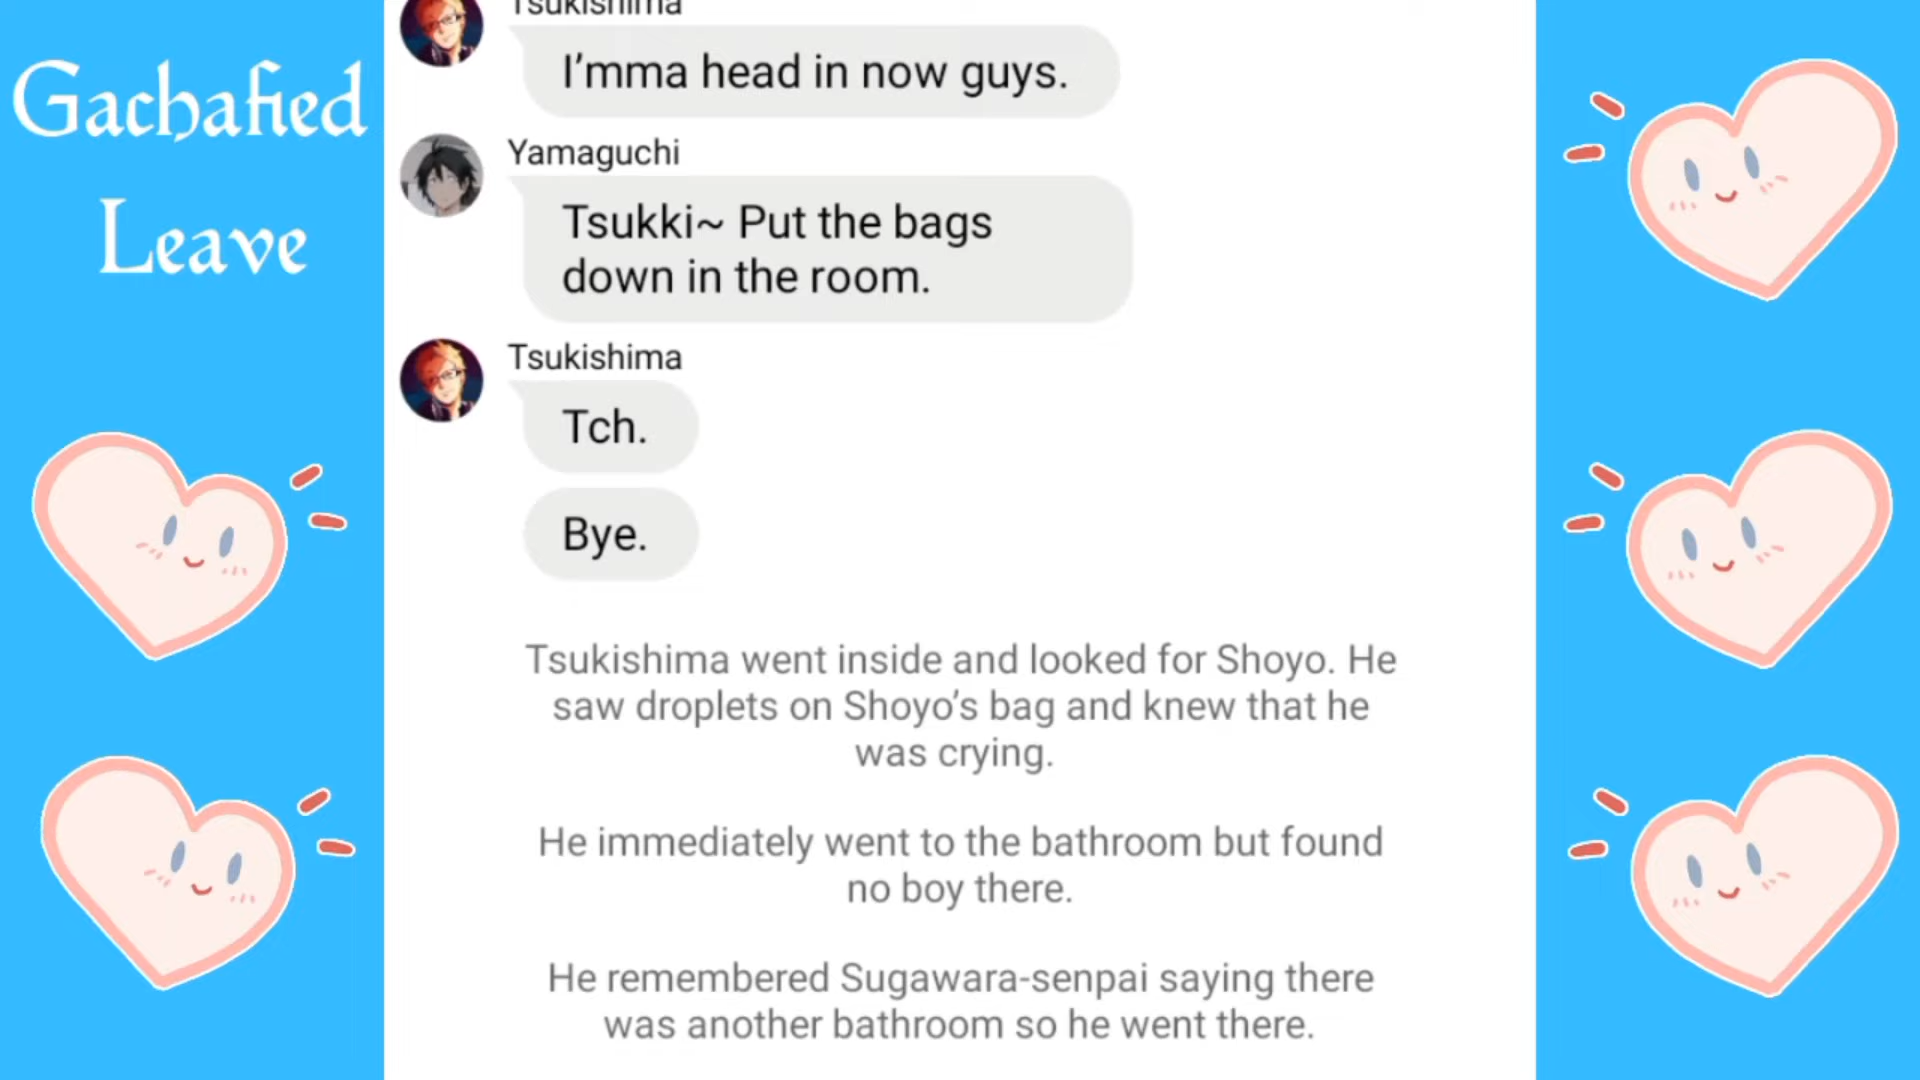 Gachafied
Leave
Tsukishima
I’mma head in now guys.
Yamaguchi
Tsukki~ Put the bags
down in the room.
Tsukishima
Tch.
Bye.
Tsukishima went inside and looked for Shoyo. He
saw droplets on Shoyo’s bag and knew that he
was crying.
He immediately went to the bathroom but found
no boy there.
He remembered Sugawara-senpai saying there
was another bathroom so he went there.